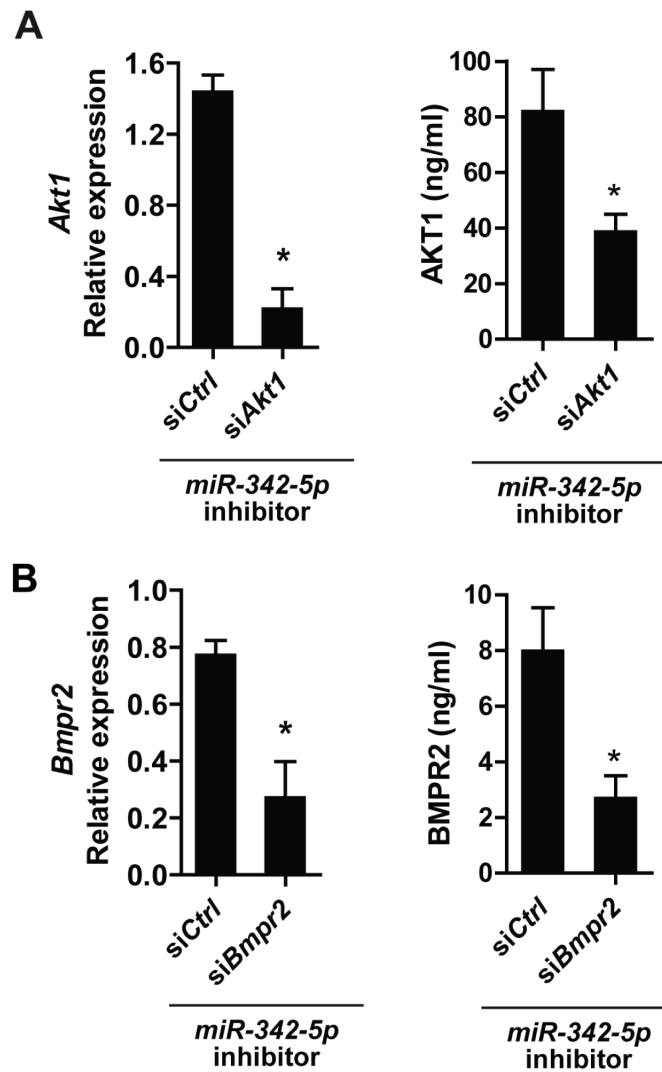 A
Akt1
Relative expression
1.6
1.2
0.8
0.4
0.0
*
siCtrl
siAkt1
miR-342-5p
inhibitor
AKT1 (ng/ml)
100
80
60
40
20
0
*
siCtrl
siAkt1
miR-342-5p
inhibitor
B
Bmpr2
Relative expression
1.0
0.8
0.6
0.4
0.2
0.0
*
siCtrl
siBmpr2
miR-342-5p
inhibitor
BMPR2 (ng/ml)
10
8
6
4
2
0
*
siCtrl
siBmpr2
miR-342-5p
inhibitor